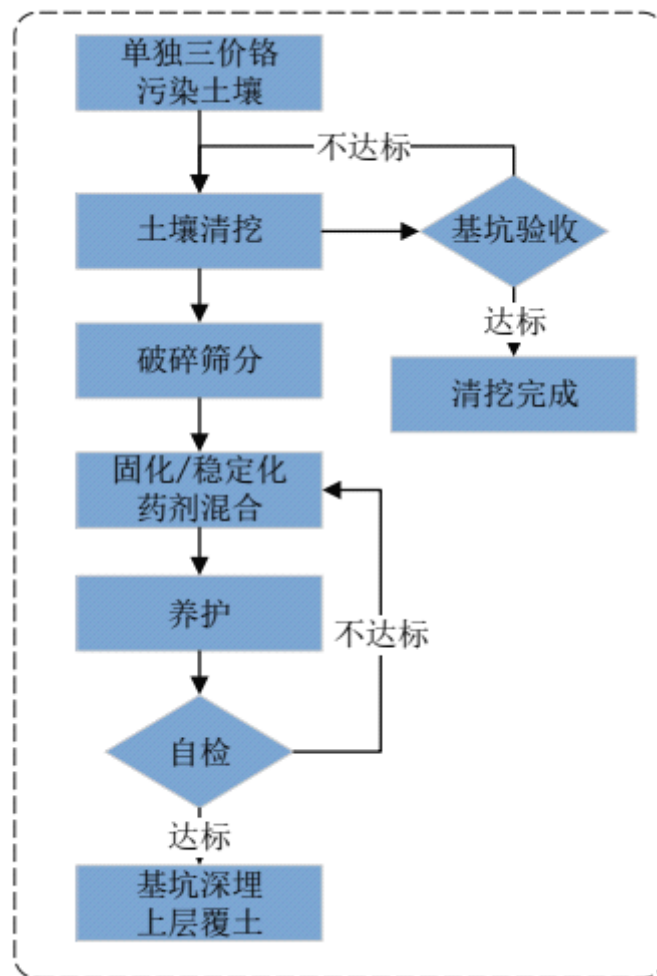 单独三价铬
污染土壤
不达标
土壤清挖
基坑验收
达标
破碎筛分
清挖完成
固化/稳定化
药剂混合
养护
不达标
自检
达标
基坑深埋
上层覆土